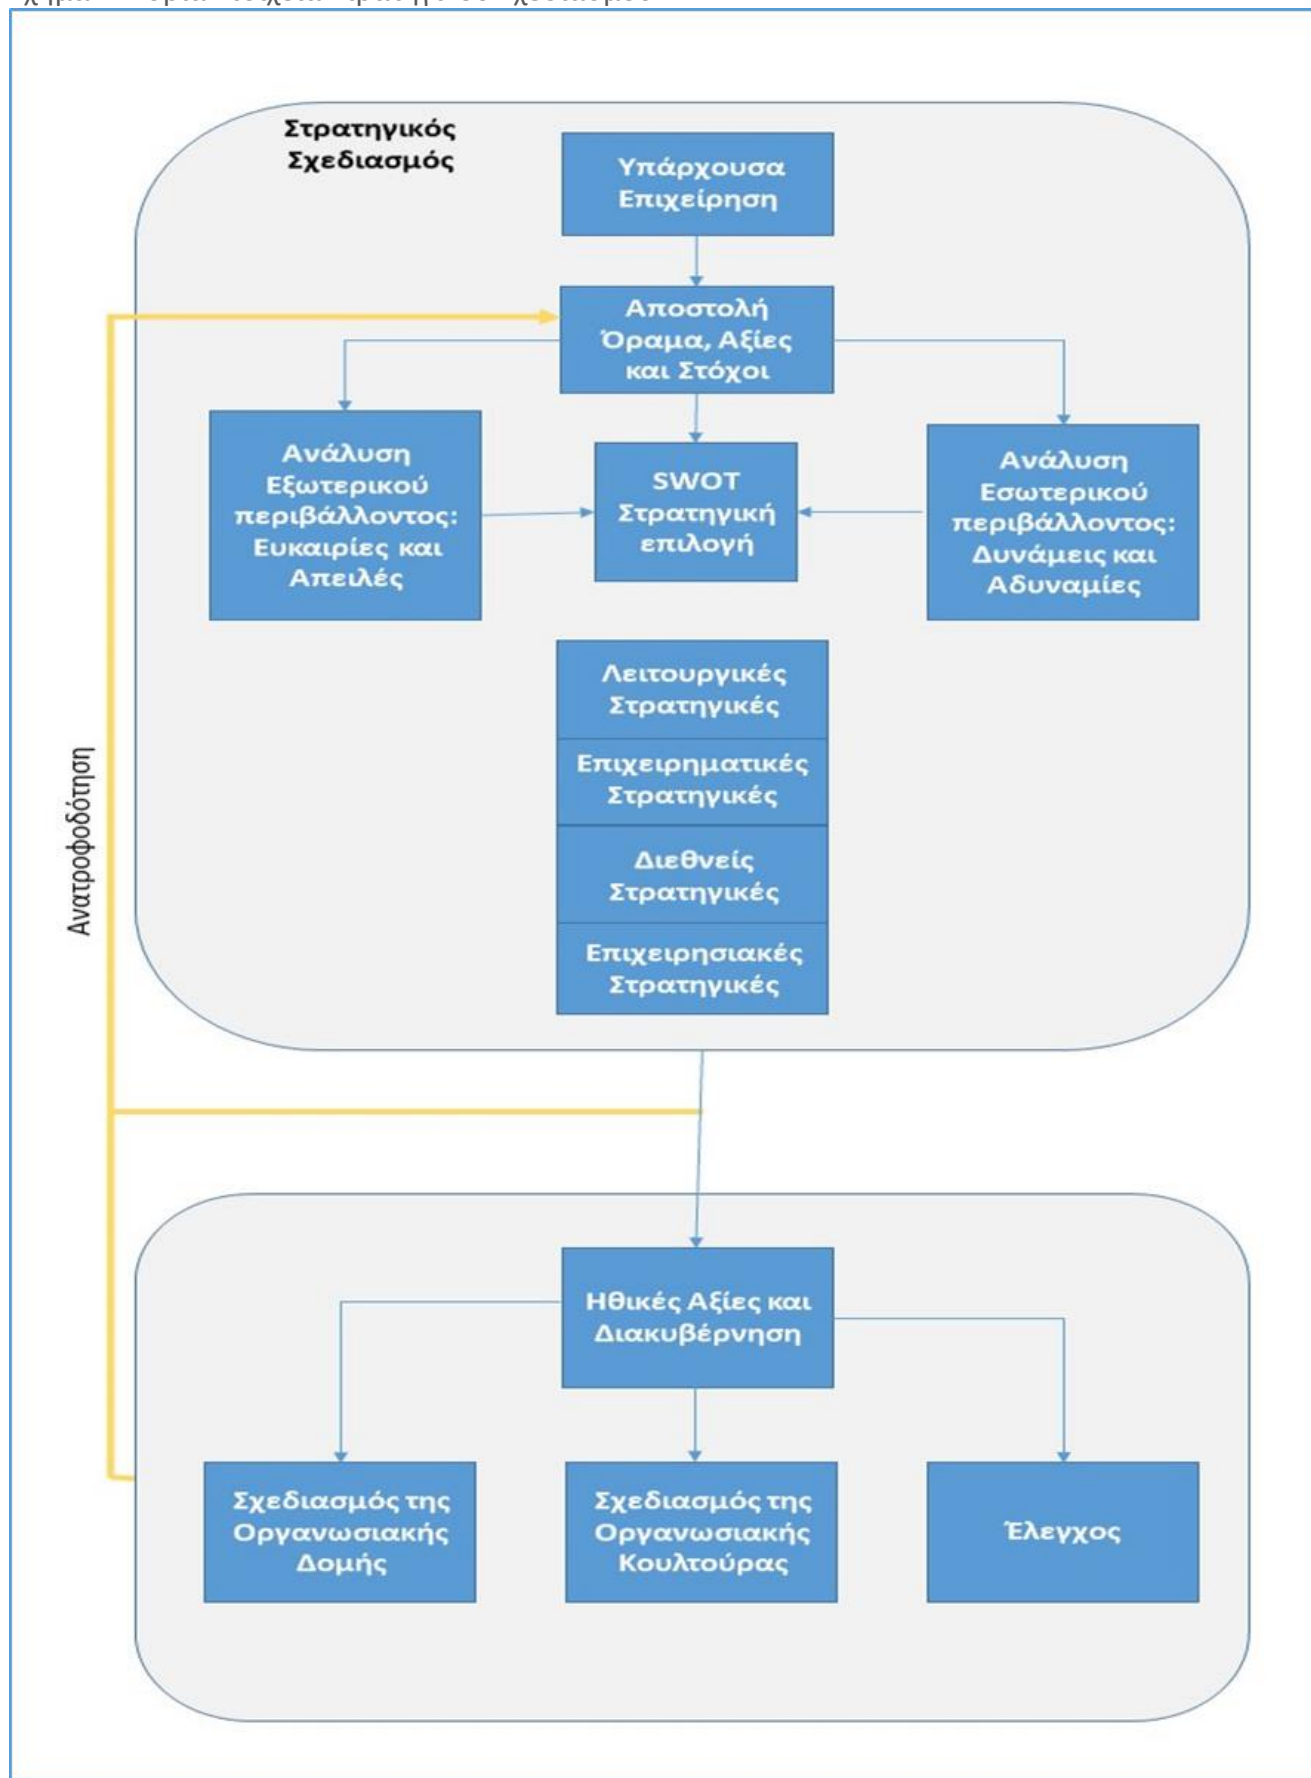 Στρατηγικός
Σχεδιασμός
Υπάρχουσα
Επιχείρηση
Αποστολή
Όραμα, Αξίες
και Στόχοι
Ανάλυση
Εξωτερικού
περιβάλλοντος:
Ευκαιρίες και
Απειλές
SWOT
Στρατηγική
επιλογή
Ανάλυση
Εσωτερικού
περιβάλλοντος:
Δυνάμεις και
Αδυναμίες
Λειτουργικές
Στρατηγικές
Επιχειρηματικές
Στρατηγικές
Διεθνείς
Στρατηγικές
Επιχειρησιακές
Στρατηγικές
Ανατροφοδότηση
Ηθικές Αξίες και
Διακυβέρνηση
Σχεδιασμός της
Οργανωσιακής
Δομής
Σχεδιασμός της
Οργανωσιακής
Κουλτούρας
Έλεγχος